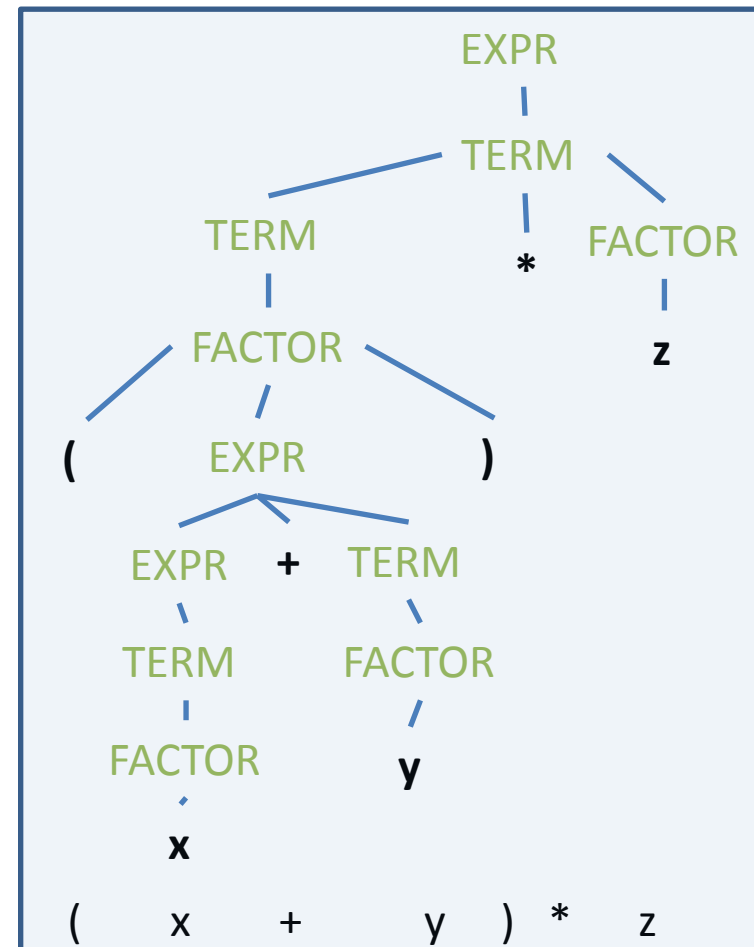 EXPR
TERM
TERM * FACTOR
FACTOR z
( EXPR )
EXPR + TERM
TERM FACTOR
FACTOR y
x
( x + y ) * z